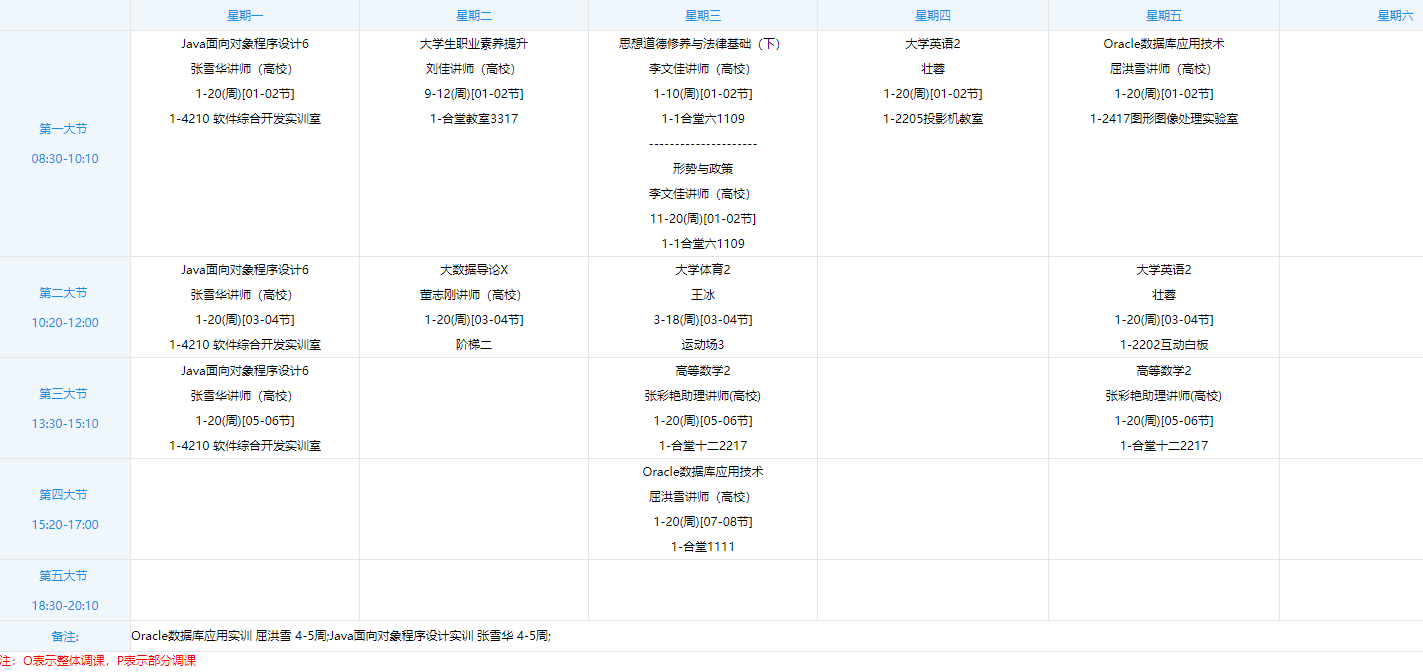 星期一
星期二
星期三
星期四
星期五
星期六
第一大节
08:30-10:10
Java面向对象程序设计6
张雪华讲师（高校）
1-20(周)[01-02节]
1-4210 软件综合开发实训室
大学生职业素养提升
刘佳讲师（高校）
9-12(周)[01-02节]
1-合堂教室3317
思想道德修养与法律基础（下）
李文佳讲师（高校）
1-10(周)[01-02节]
1-1合堂六1109
---------------------
形势与政策
李文佳讲师（高校）
11-20(周)[01-02节]
1-1合堂六1109
大学英语2
壮蓉
1-20(周)[01-02节]
1-2205投影机教室
Oracle数据库应用技术
屈洪雪讲师（高校）
1-20(周)[01-02节]
1-2417图形图像处理实验室
第二大节
10:20-12:00
Java面向对象程序设计6
张雪华讲师（高校）
1-20(周)[03-04节]
1-4210 软件综合开发实训室
大数据导论X
董志刚讲师（高校）
1-20(周)[03-04节]
阶梯二
大学体育2
王冰
3-18(周)[03-04节]
运动场3
大学英语2
壮蓉
1-20(周)[03-04节]
1-2202互动白板
第三大节
13:30-15:10
Java面向对象程序设计6
张雪华讲师（高校）
1-20(周)[05-06节]
1-4210 软件综合开发实训室
高等数学2
张彩艳助理讲师(高校)
1-20(周)[05-06节]
1-合堂十二2217
高等数学2
张彩艳助理讲师(高校)
1-20(周)[05-06节]
1-合堂十二2217
第四大节
15:20-17:00
Oracle数据库应用技术
屈洪雪讲师（高校）
1-20(周)[07-08节]
1-合堂1111
第五大节
18:30-20:10
备注:
Oracle数据库应用实训 屈洪雪 4-5周;Java面向对象程序设计实训 张雪华 4-5周;
注：O表示整体调课，P表示部分调课